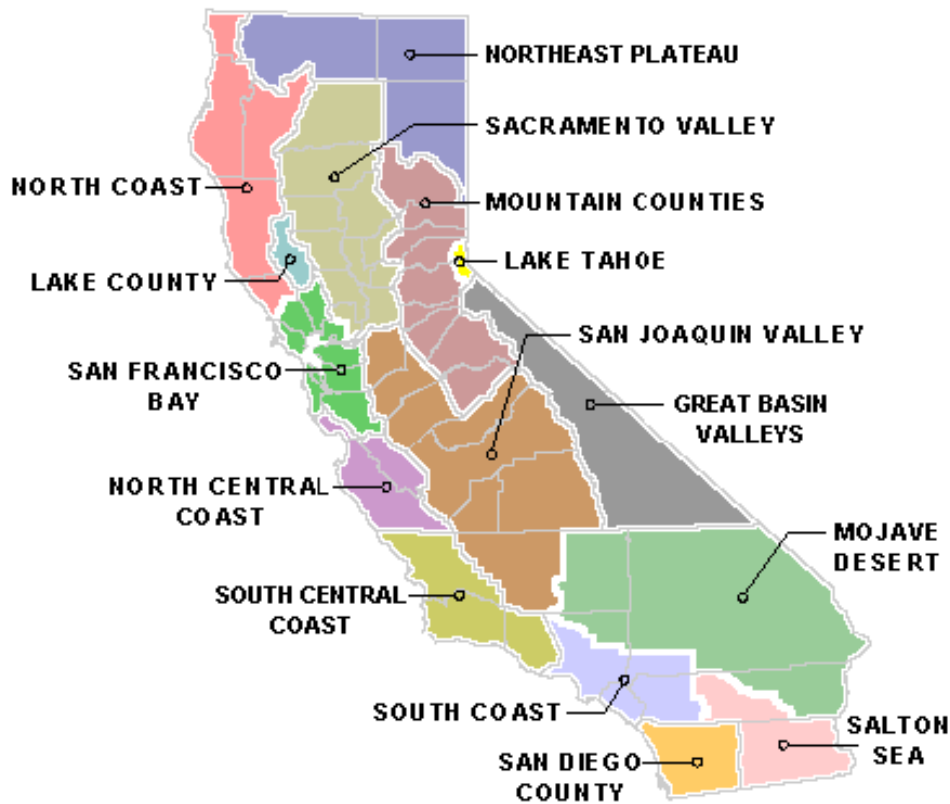 NORTHEAST PLATEAU
SACRAMENTO VALLEY
NORTH COAST
MOUNTAIN COUNTIES
LAKE TAHOE
LAKE COUNTY
SAN JOAQUIN VALLEY
SAN FRANCISCO
BAY
GREAT BASIN
VALLEYS
NORTH CENTRAL
COAST
MOJAVE
DESERT
SOUTH CENTRAL
COAST
SOUTH COAST
SALTON
SEA
SAN DIEGO
COUNTY